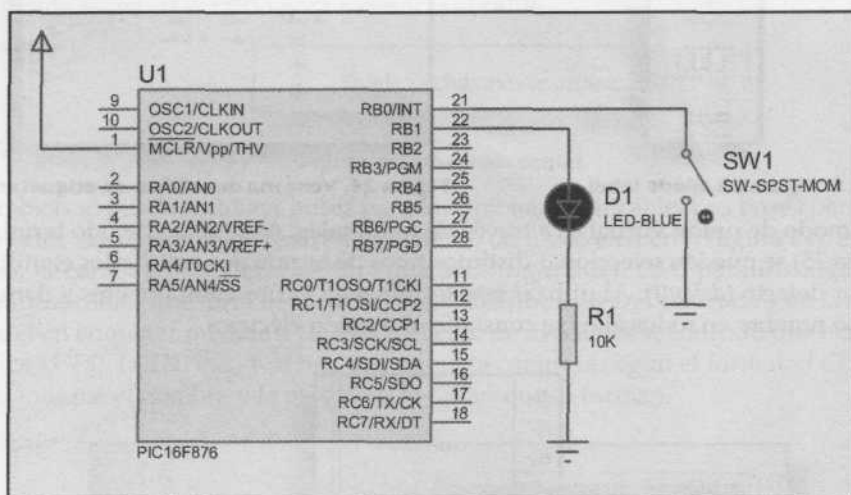 U1
9 OSC1/CLKIN RB0/INT 21
10 OSC2/CLKOUT RB1 22
1 MCLR/Vpp/THV RB2 23
RB3/PGM 24
2 RA0/AN0 RB4 25
3 RA1/AN1 RB5 26
4 RA2/AN2/VREF- RB6/PGC 27
5 RA3/AN3/VREF+ RB7/PGD 28
6 RA4/T0CKI
7 RA5/AN4/SS RC0/T1OSO/T1CKI 11
RC1/T1OSI/CCP2 12
RC2/CCP1 13
RC3/SCK/SCL 14
RC4/SDI/SDA 15
RC5/SDO 16
RC6/TX/CK 17
RC7/RX/DT 18
PIC16F876
D1
LED-BLUE
R1
10K
SW1
SW-SPST-MOM